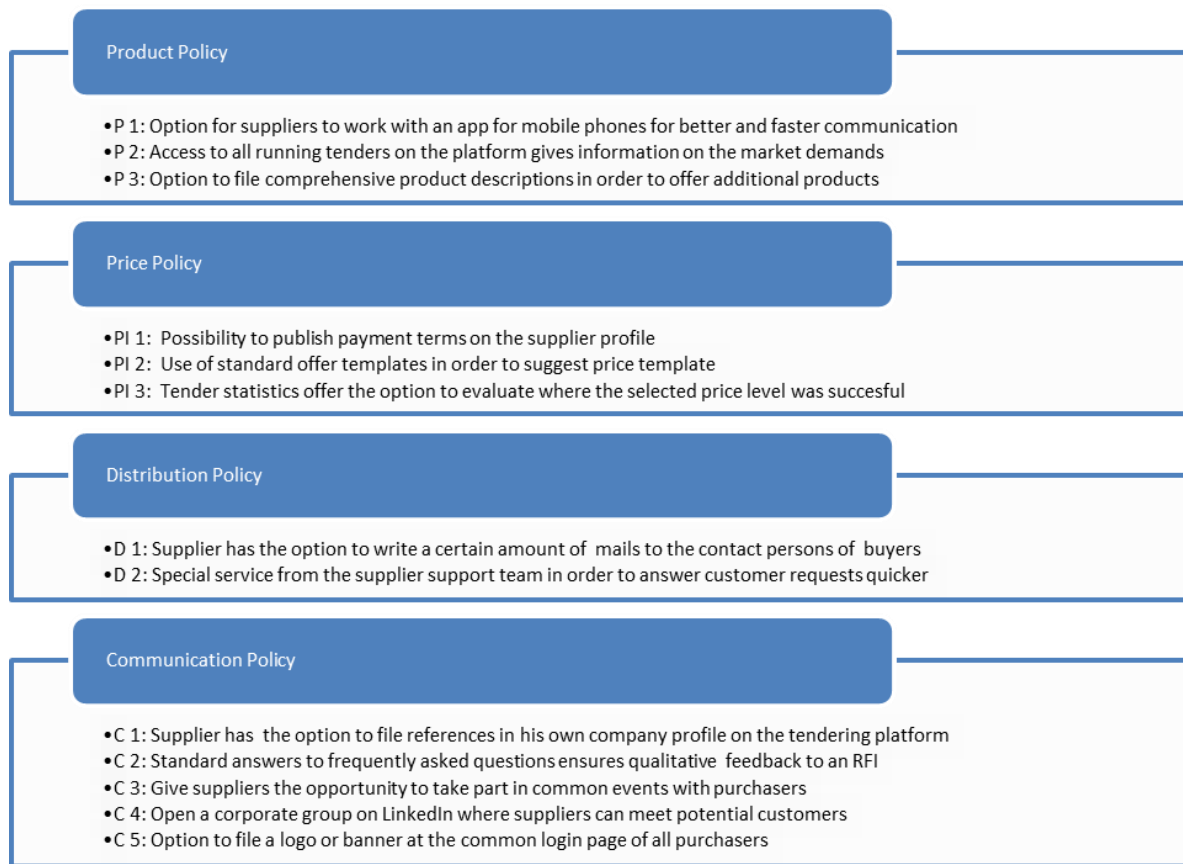 Product Policy
•P 1: Option for suppliers to work with an app for mobile phones for better and faster communication
•P 2: Access to all running tenders on the platform gives information on the market demands
•P 3: Option to file comprehensive product descriptions in order to offer additional products
Price Policy
•PI 1:  Possibility to publish payment terms on the supplier profile
•PI 2:  Use of standard offer templates in order to suggest price template
•PI 3:  Tender statistics offer the option to evaluate where the selected price level was succesful
Distribution Policy
•D 1: Supplier has the option to write a certain amount of  mails to the contact persons of  buyers
•D 2: Special service from the supplier support team in order to answer customer requests quicker
Communication Policy
•C 1: Supplier has  the option to file references in his own company profile on the tendering platform
•C 2: Standard answers to frequently asked questions ensures qualitative  feedback to an RFI
•C 3: Give suppliers the opportunity to take part in common events with purchasers
•C 4: Open a corporate group on LinkedIn where suppliers can meet potential customers
•C 5: Option to file a logo or banner at the common login page of all purchasers